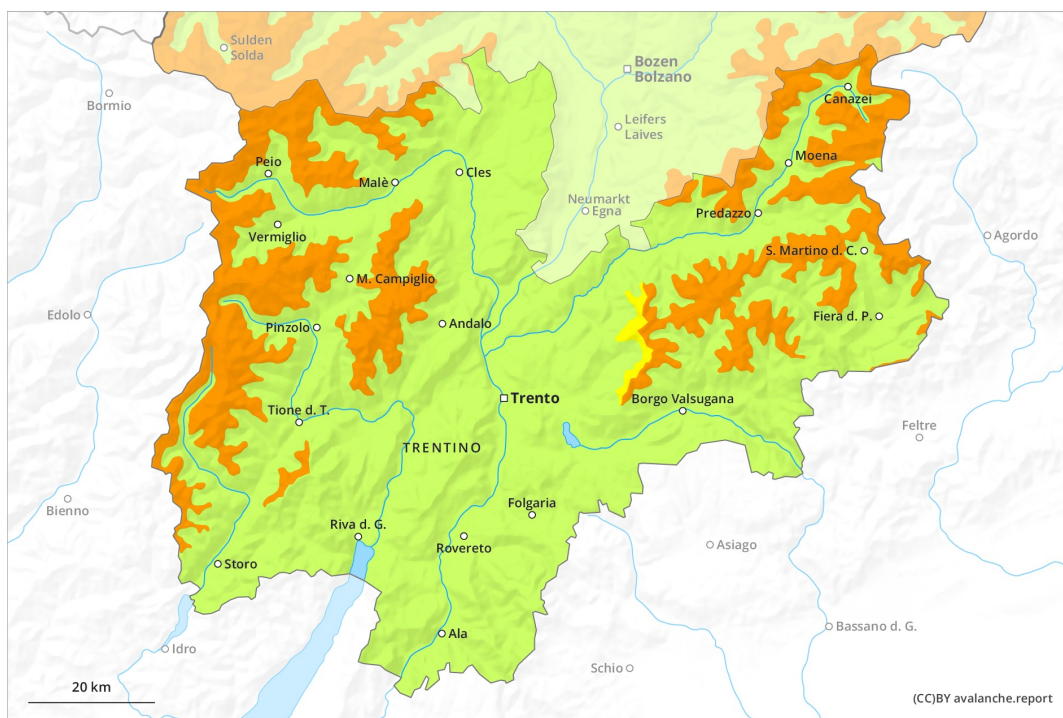 Sulden
Solda
Bozen
Bolzano
Bormio
Canazei
Leifers
Laives
Peio
Moena
Malè
Cles
Neumarkt
Egna
Predazzo
Vermiglio
Agordo
S. Martino d. C.
M. Campiglio
Edolo
Pinzolo
Andalo
Fiera d. P.
Trento
Borgo Valsugana
Tione d. T.
Feltre
TRENTINO
Bienno
Folgaria
Riva d. G.
Rovereto
Asiago
Storo
Bassano d. G.
Ala
Idro
Schio
20 km
(CC)BY avalanche.report